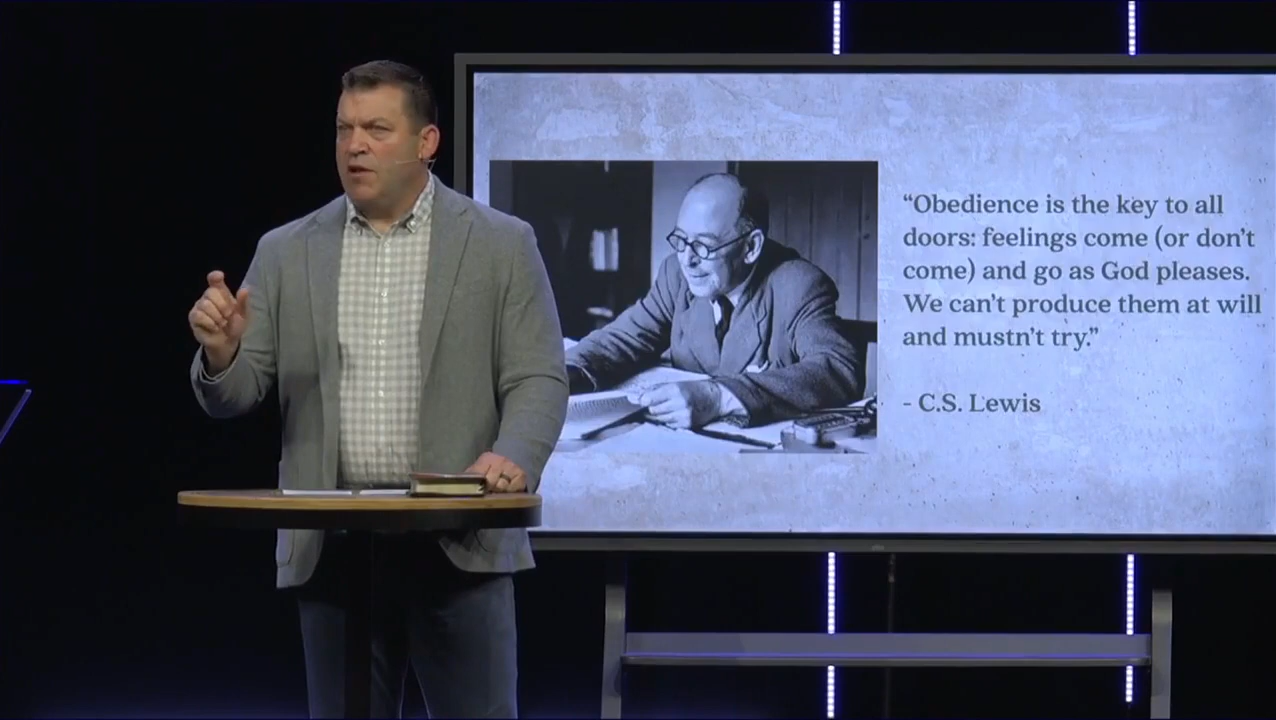 “Obedience is the key to all
doors: feelings come (or don’t
come) and go as God pleases.
We can’t produce them at will
and mustn’t try.”
- C.S. Lewis